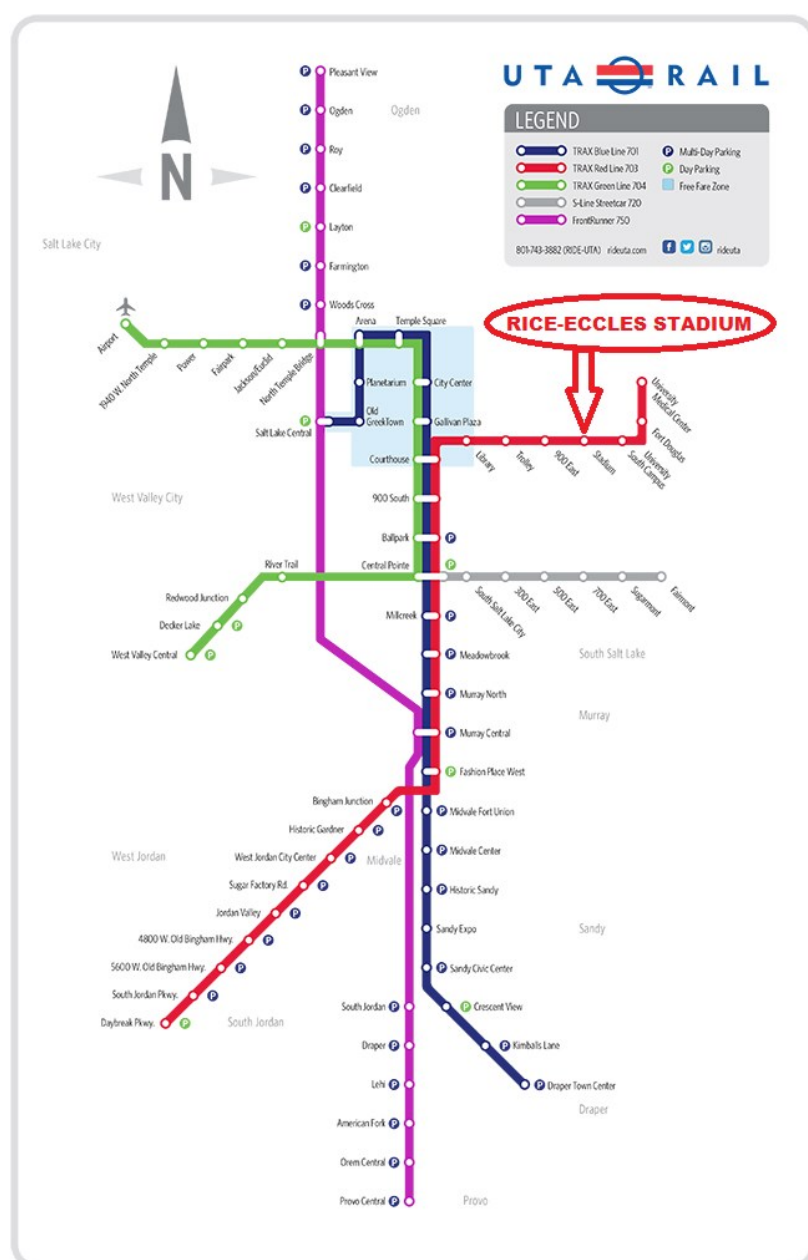 UTA RAIL
LEGEND
TRAX Blue Line 701
TRAX Red Line 703
TRAX Green Line 704
S-Line Streetcar 720
FrontRunner 750
P Multi-Day Parking
P Day Parking
Free Fare Zone
801-743-3882 (RIDE-UTA) rideuta.com
rideuta
N
RICE-ECCLES STADIUM
P Pleasant View
P Ogden
Ogden
P Roy
P Clearfield
P Layton
P Farmington
P Woods Cross
Salt Lake City
Airport
1940 W. North Temple
Power
Fairpark
Jackson/Euclid
North Temple Bridge
Arena
Temple Square
Planetarium
City Center
Old
GreekTown
Gallivan Plaza
P
Salt Lake Central
Courthouse
Library
Trolley
900 East
Stadium
University
South Campus
Fort Douglas
University
Medical Center
West Valley City
900 South
Ballpark P
Central Pointe P
River Trail
Redwood Junction
Decker Lake P
West Valley Central P
South Salt Lake City
300 East
500 East
700 East
Sugarmont
Fairmont
Millcreek P
P Meadowbrook
South Salt Lake
P Murray North
Murray
P Murray Central
P Fashion Place West
Bingham Junction P
Historic Gardner P
West Jordan City Center P
Sugar Factory Rd. P
Jordan Valley P
4800 W. Old Bingham Hwy. P
5600 W. Old Bingham Hwy. P
South Jordan Pkwy. P
Daybreak Pkwy. P
West Jordan
Midvale
South Jordan
P Midvale Fort Union
P Midvale Center
P Historic Sandy
Sandy Expo
Sandy
P Sandy Civic Center
P Crescent View
P Kimballs Lane
P Draper Town Center
Draper
South Jordan P
Draper P
Lehi P
American Fork P
Orem Central P
Provo Central P
Provo